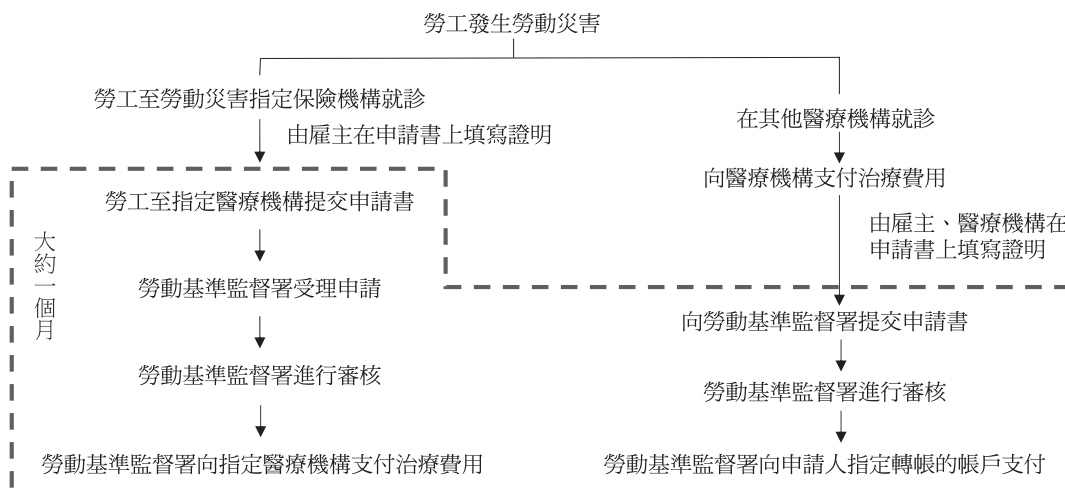 勞工發生勞動災害
勞工至勞動災害指定保險機構就診
由雇主在申請書上填寫證明
勞工至指定醫療機構提交申請書
大約一個月
勞動基準監督署受理申請
勞動基準監督署進行審核
勞動基準監督署向指定醫療機構支付治療費用
在其他醫療機構就診
向醫療機構支付治療費用
由雇主、醫療機構在
申請書上填寫證明
向勞動基準監督署提交申請書
勞動基準監督署進行審核
勞動基準監督署向申請人指定轉帳的帳戶支付